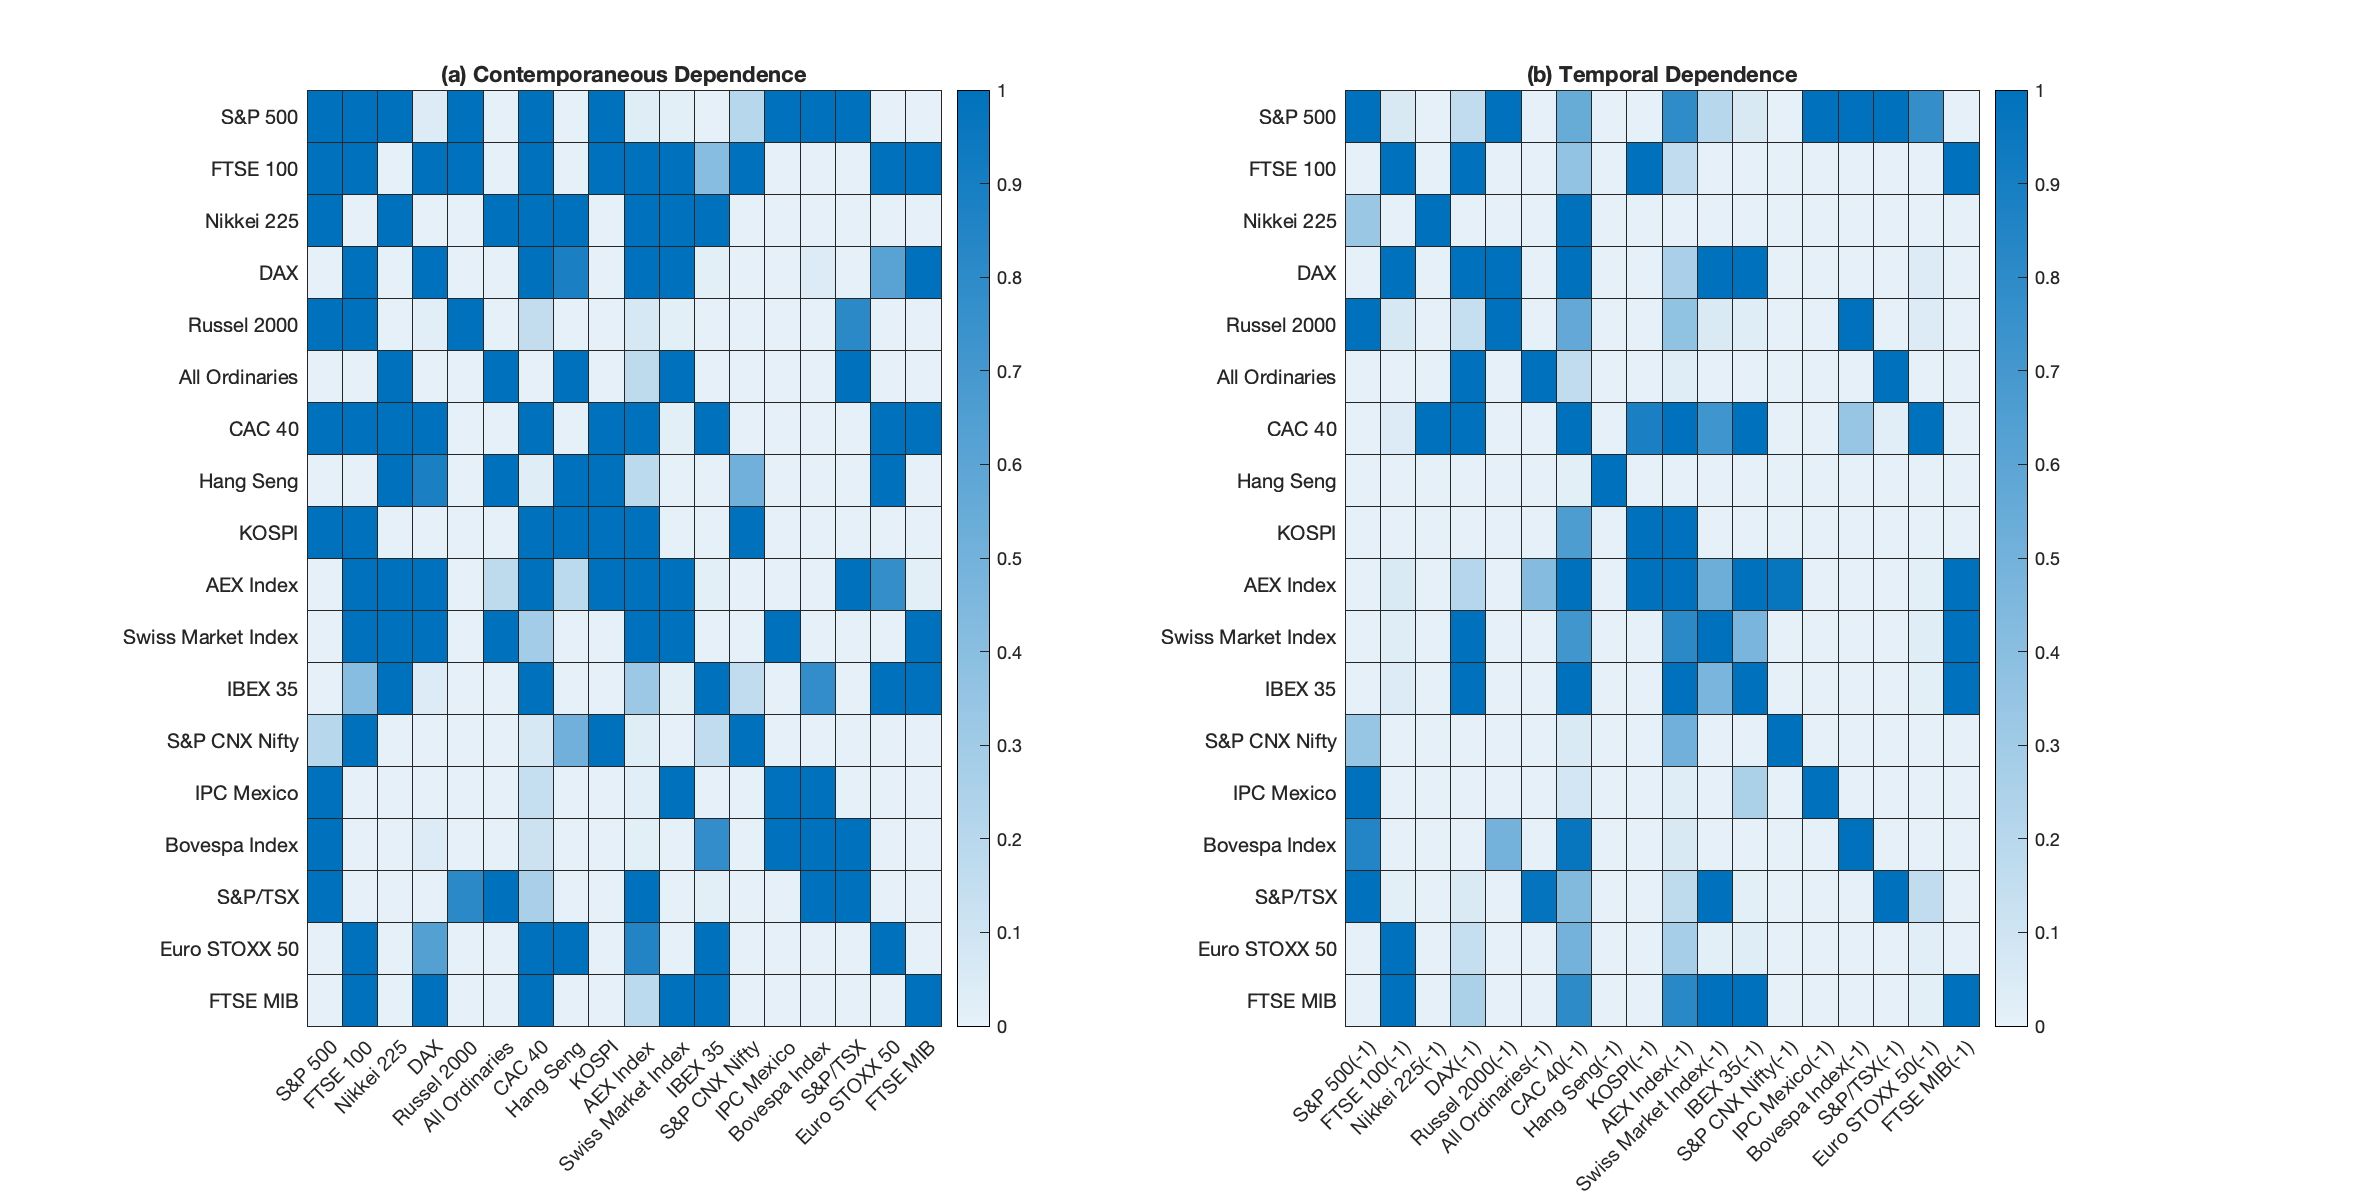 (a) Contemporaneous Dependence
S&P 500
FTSE 100
Nikkei 225
DAX
Russel 2000
All Ordinaries
CAC 40
Hang Seng
KOSPI
AEX Index
Swiss Market Index
IBEX 35
S&P CNX Nifty
IPC Mexico
Bovespa Index
S&P/TSX
Euro STOXX 50
FTSE MIB
S&P 500
FTSE 100
Nikkei 225
DAX
Russel 2000
All Ordinaries
CAC 40
Hang Seng
KOSPI
AEX Index
Swiss Market Index
IBEX 35
S&P CNX Nifty
IPC Mexico
Bovespa Index
S&P/TSX
Euro STOXX 50
FTSE MIB
1
0.9
0.8
0.7
0.6
0.5
0.4
0.3
0.2
0.1
0
(b) Temporal Dependence
S&P 500
FTSE 100
Nikkei 225
DAX
Russel 2000
All Ordinaries
CAC 40
Hang Seng
KOSPI
AEX Index
Swiss Market Index
IBEX 35
S&P CNX Nifty
IPC Mexico
Bovespa Index
S&P/TSX
Euro STOXX 50
FTSE MIB
S&P 500(-1)
FTSE 100(-1)
Nikkei 225(-1)
DAX(-1)
Russel 2000(-1)
All Ordinaries(-1)
CAC 40(-1)
Hang Seng(-1)
KOSPI(-1)
AEX Index(-1)
Swiss Market Index(-1)
IBEX 35(-1)
S&P CNX Nifty(-1)
IPC Mexico(-1)
Bovespa Index(-1)
S&P/TSX(-1)
Euro STOXX 50(-1)
FTSE MIB(-1)
1
0.9
0.8
0.7
0.6
0.5
0.4
0.3
0.2
0.1
0